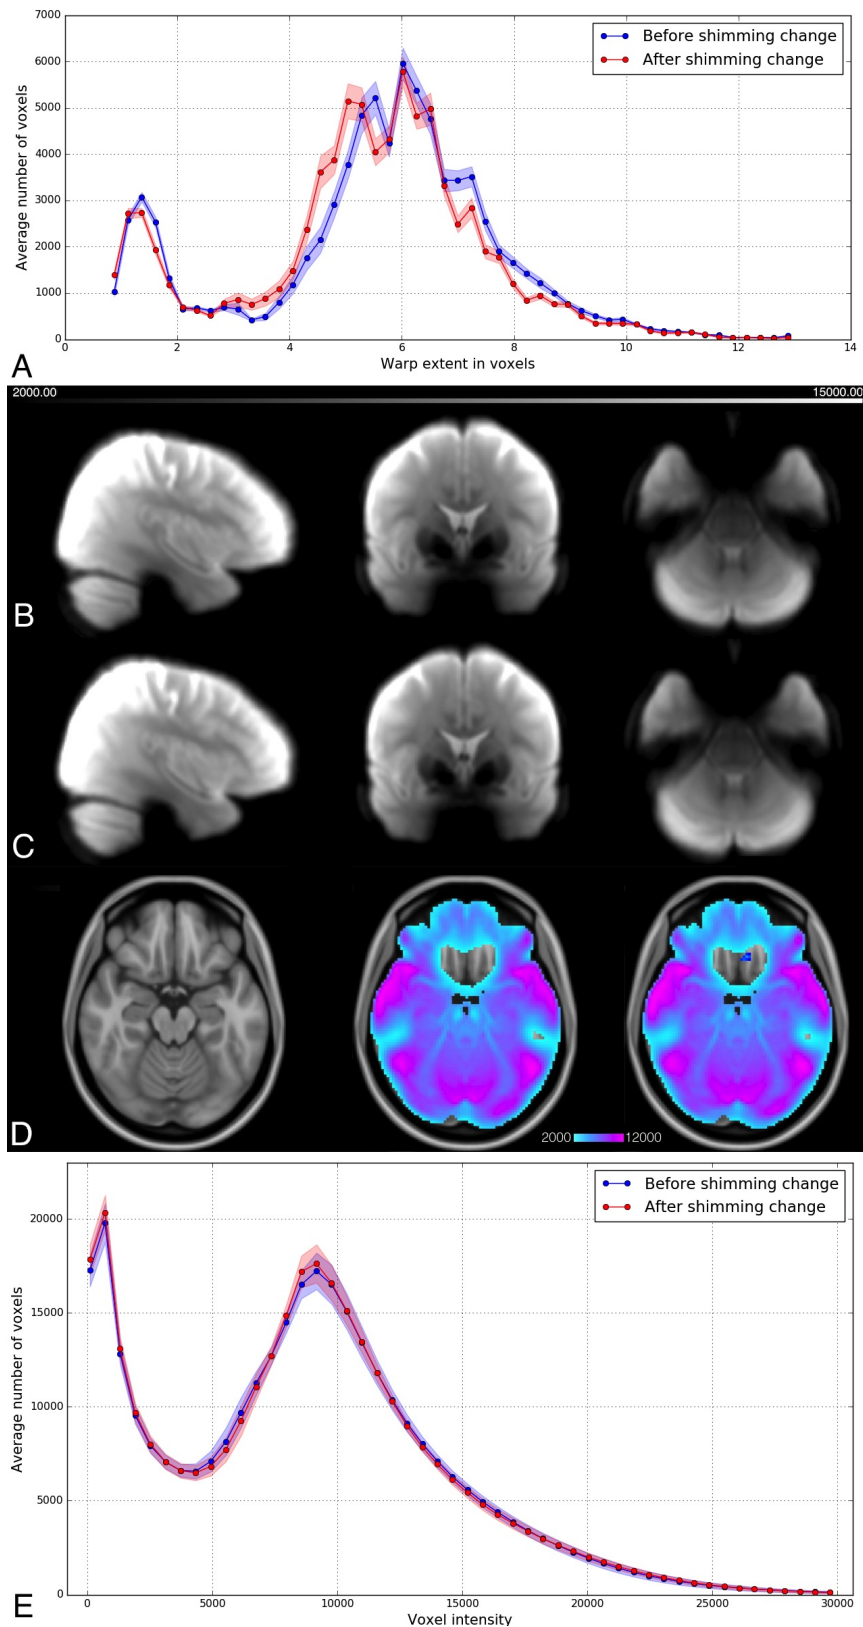 7000
6000
5000
4000
3000
2000
1000
0
Average number of voxels
Before shimming change
After shimming change
0 2 4 6 8 10 12 14
Warp extent in voxels
A
2000.00 15000.00
B
C
D
2000 12000
20000
15000
10000
5000
0
Average number of voxels
Before shimming change
After shimming change
0 5000 10000 15000 20000 25000 30000
Voxel intensity
E